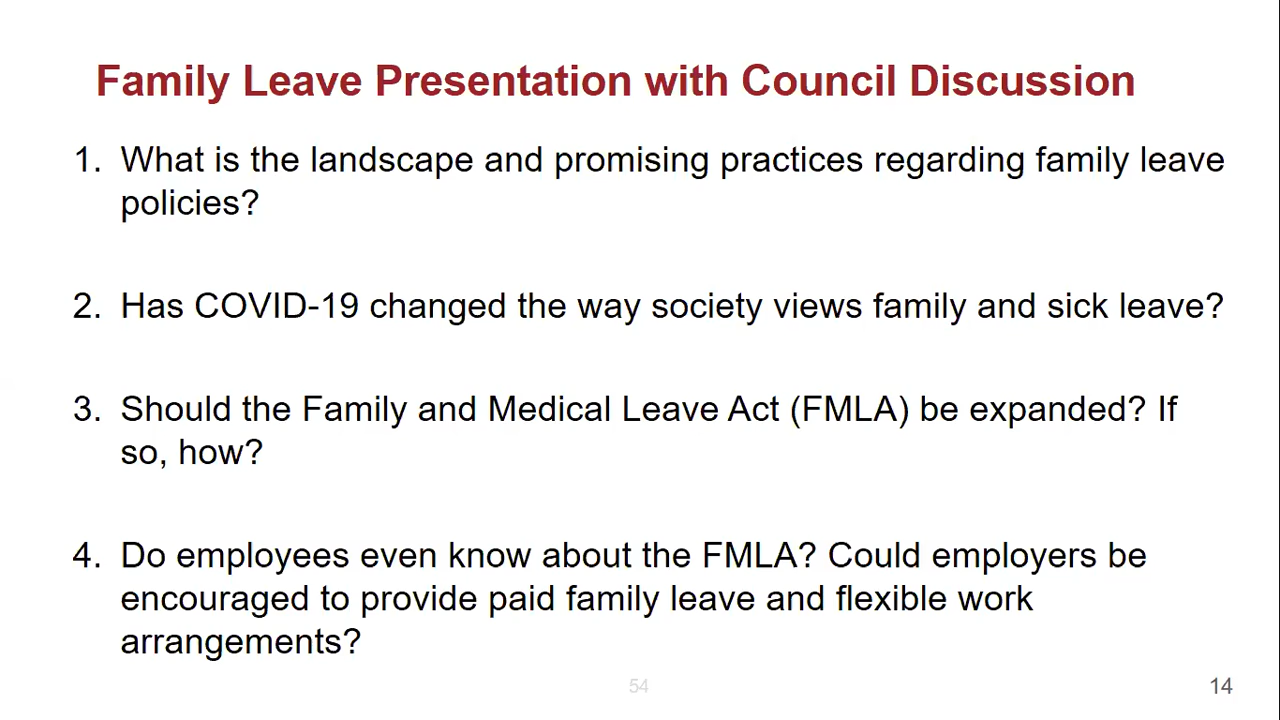 Family Leave Presentation with Council Discussion
1. What is the landscape and promising practices regarding family leave
policies?
2. Has COVID-19 changed the way society views family and sick leave?
3. Should the Family and Medical Leave Act (FMLA) be expanded? If
so, how?
4. Do employees even know about the FMLA? Could employers be
encouraged to provide paid family leave and flexible work
arrangements?
54
14